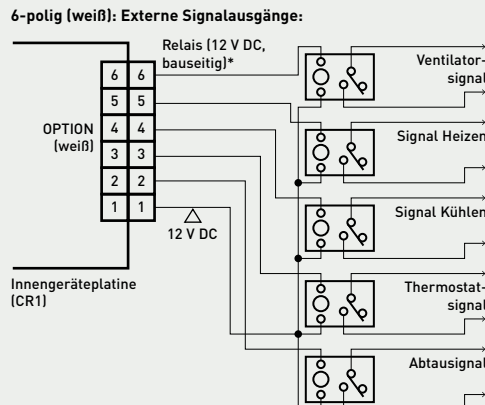 6-polig (weiß): Externe Signalausgänge:
Relais (12 V DC,
bauseitig)*
Ventilator-
signal
6 6
5 5
OPTION
(weiß)
4 4
3 3
2 2
1 1
12 V DC
Signal Heizen
Signal Kühlen
Innengeräteplatine
(CR1)
Thermostat-
signal
Abtausignal